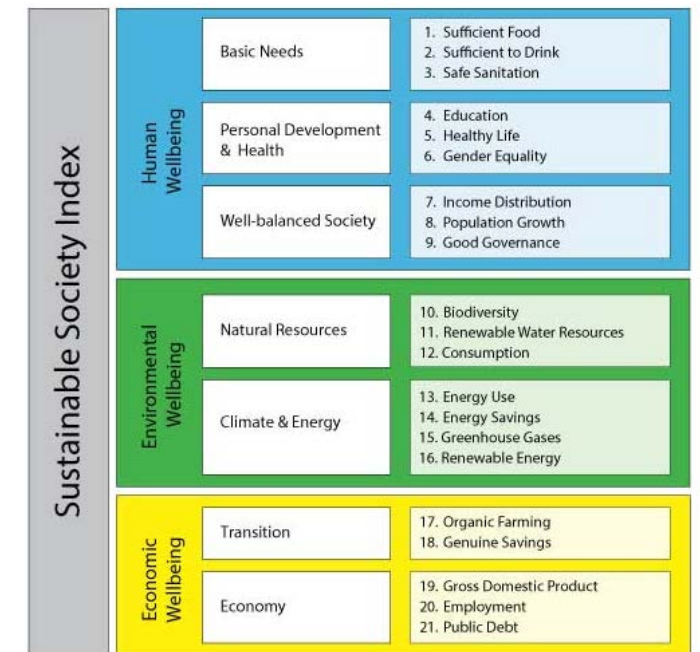 Sustainable Society Index
Human
Wellbeing
Basic Needs
1. Sufficient Food
2. Sufficient to Drink
3. Safe Sanitation
Personal Development
& Health
4. Education
5. Healthy Life
6. Gender Equality
Well-balanced Society
7. Income Distribution
8. Population Growth
9. Good Governance
Environmental
Wellbeing
Natural Resources
10. Biodiversity
11. Renewable Water Resources
12. Consumption
Climate & Energy
13. Energy Use
14. Energy Savings
15. Greenhouse Gases
16. Renewable Energy
Economic
Wellbeing
Transition
17. Organic Farming
18. Genuine Savings
Economy
19. Gross Domestic Product
20. Employment
21. Public Debt